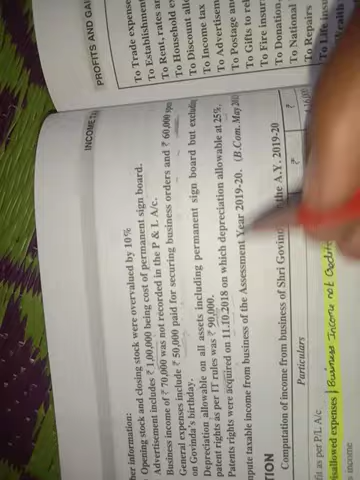 PROFITS AND GA
To Trade expense
To Establishment
To Rent, rates an
To Household ex
To Discount all
To Income tax
To Advertisem
To Postage an
To Gifts to rel
To Fire insur
To Donation,
To National
To Repairs
To Life insu
INCOME
her information:
Opening stock and closing stock were overvalued by 10%
Advertisement includes ₹ 1,00,000 being cost of permanent sign board.
Business income of ₹ 70,000 was not recorded in the P & L A/c.
General expenses include ₹ 50,000 paid for securing business orders and ₹ 60,000 spe
on Govinda's birthday.
Depreciation allowable on all assets including permanent sign board but excludin
patent rights as per IT rules was ₹ 90,000.
Patents rights were acquired on 11.10.2018 on which depreciation allowable at 25%.
mpute taxable income from business of the Assessment Year 2019-20. (B.Com. May 202
TION
Computation of income from business of Shri Govin the A.Y. 2019-20
Particulars ₹ ₹
fit as per P/L A/c
isallowed expenses / Business Income not Credite
s income